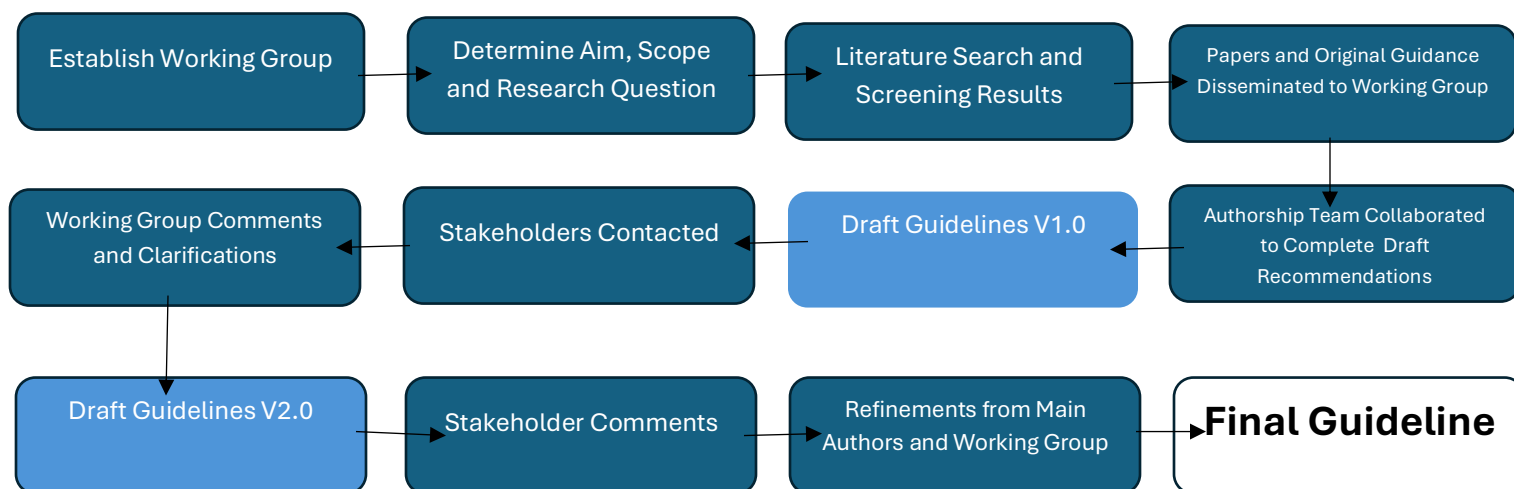 Establish Working Group
Determine Aim, Scope
and Research Question
Literature Search and
Screening Results
Papers and Original Guidance
Disseminated to Working Group
Working Group Comments
and Clarifications
Stakeholders Contacted
Draft Guidelines V1.0
Authorship Team Collaborated
to Complete Draft
Recommendations
Draft Guidelines V2.0
Stakeholder Comments
Refinements from Main
Authors and Working Group
Final Guideline